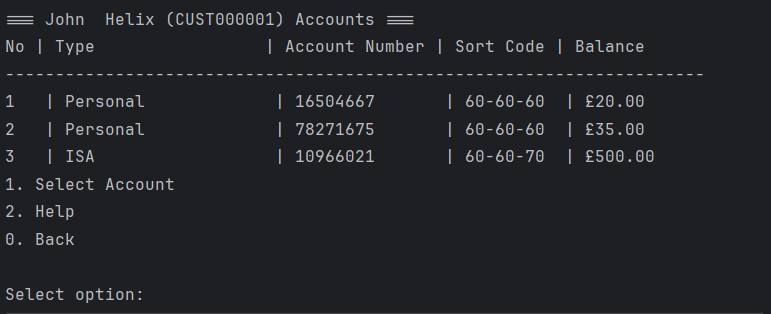 === John  Helix (CUST000001) Accounts ===
No | Type                     | Account Number | Sort Code | Balance
----------------------------------------------------------------------
1   | Personal             | 16504667       | 60-60-60  | £20.00
2   | Personal             | 78271675       | 60-60-60  | £35.00
3   | ISA                  | 10966021       | 60-60-70  | £500.00
1. Select Account
2. Help
0. Back
Select option: